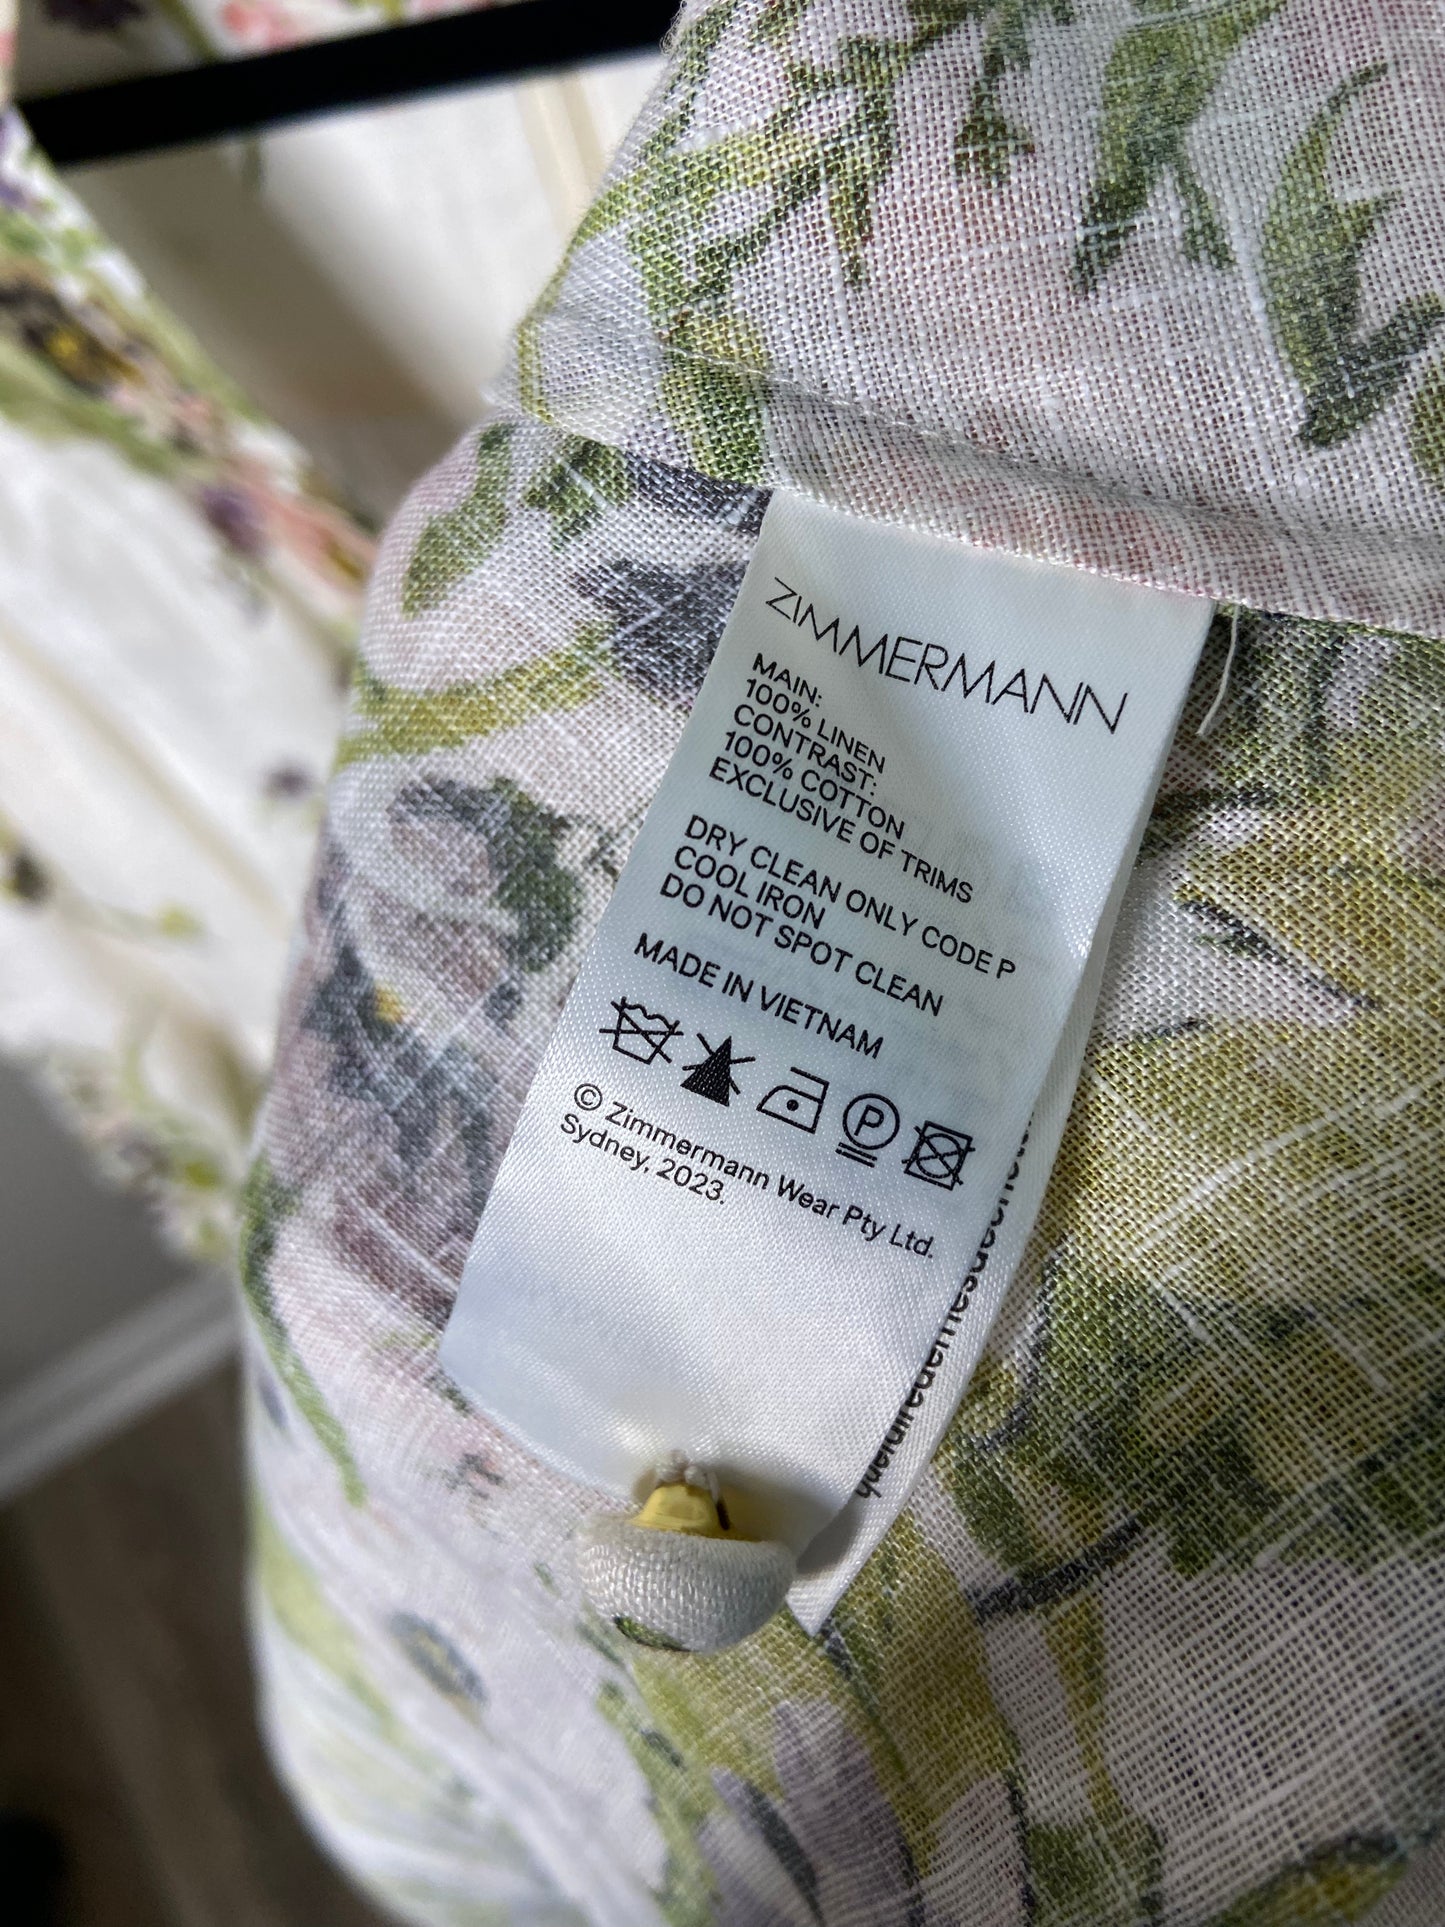 ZIMMERMANN
MAIN:
100% LINEN
CONTRAST:
100% COTTON
EXCLUSIVE OF TRIMS
DRY CLEAN ONLY CODE P
COOL IRON
DO NOT SPOT CLEAN
MADE IN VIETNAM
P
© Zimmermann Wear Pty Ltd.
Sydney, 2023.